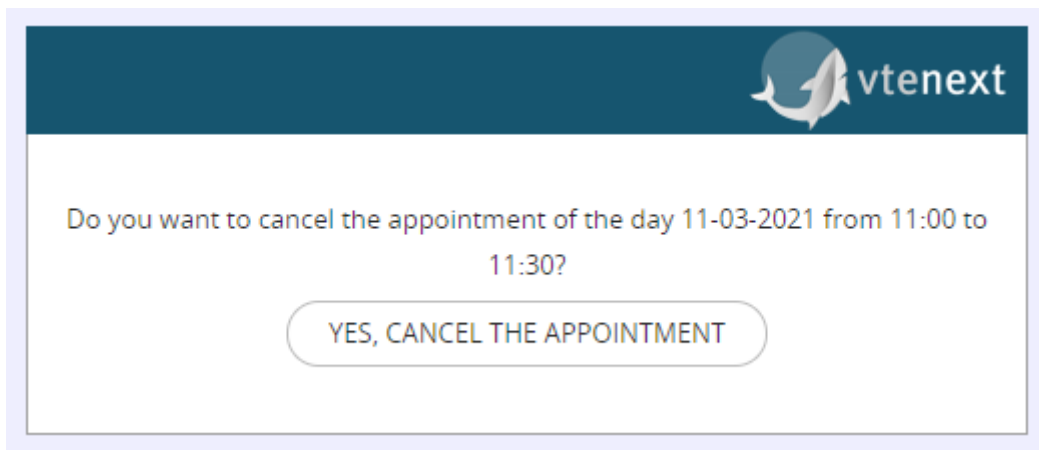 vtenext
Do you want to cancel the appointment of the day 11-03-2021 from 11:00 to
11:30?
YES, CANCEL THE APPOINTMENT